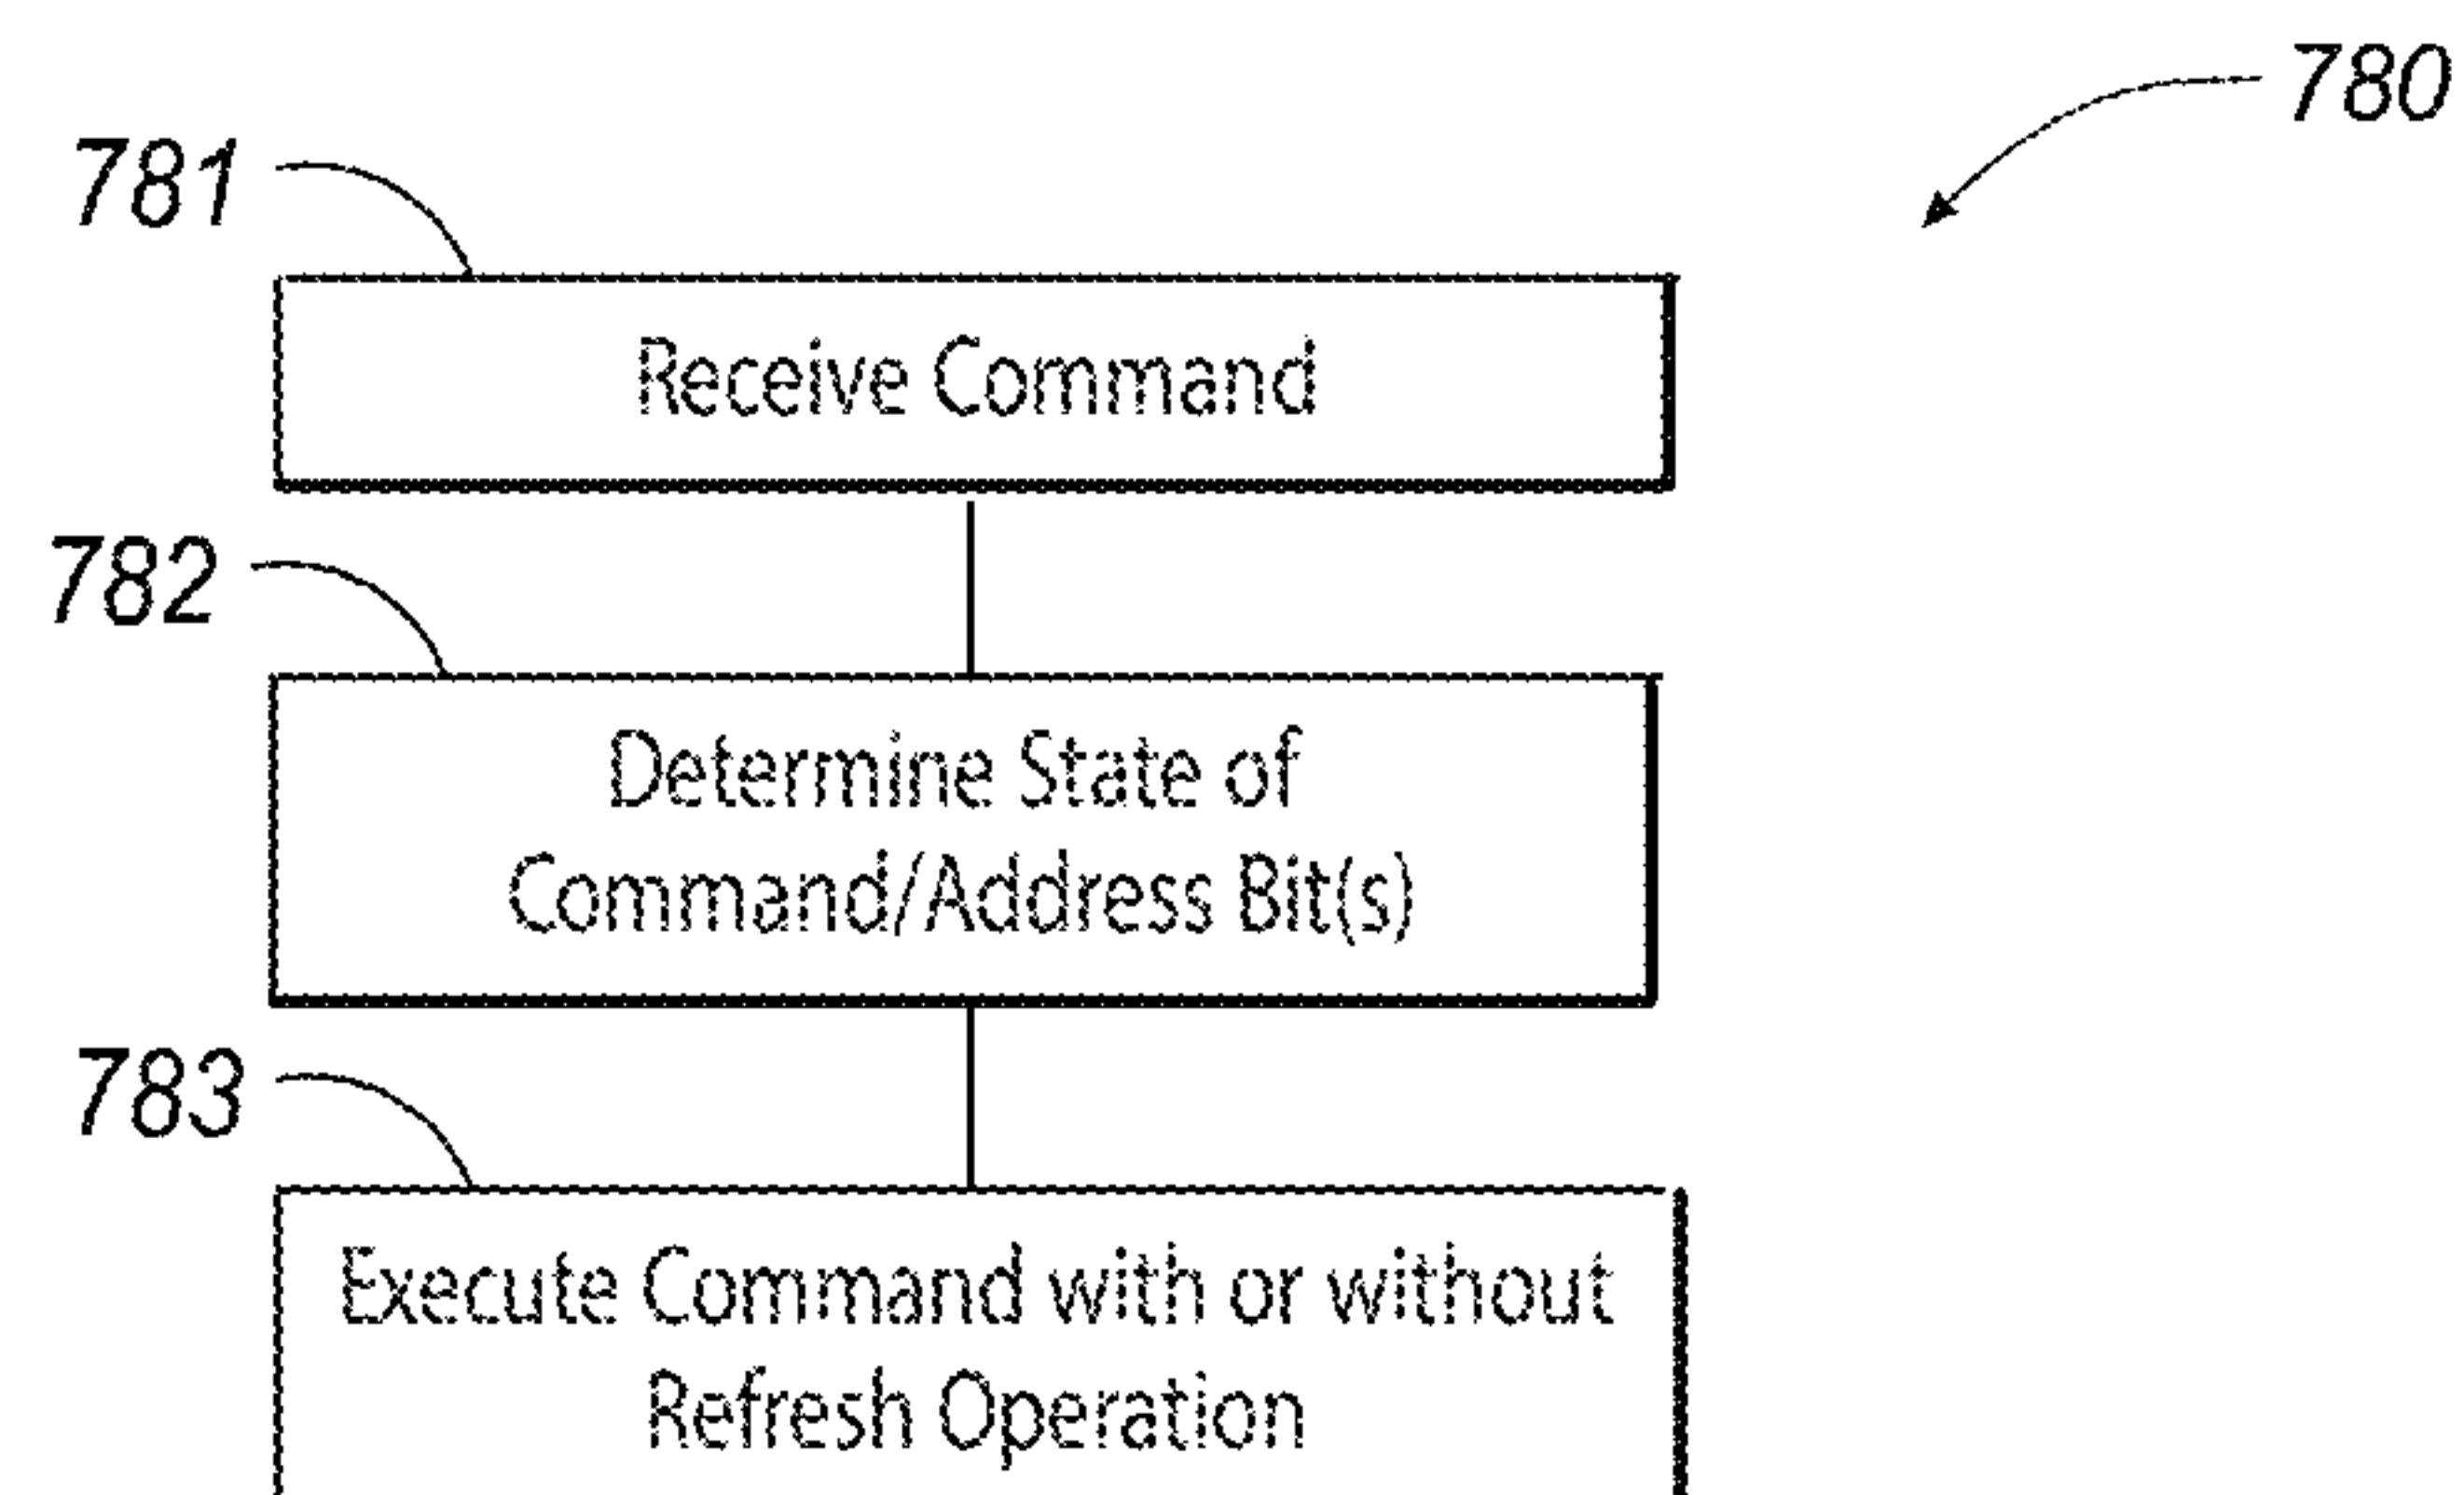 780
781
Receive Command
782
Determine State of
Command/Address Bit(s)
783
Execute Command with or without
Refresh Operation